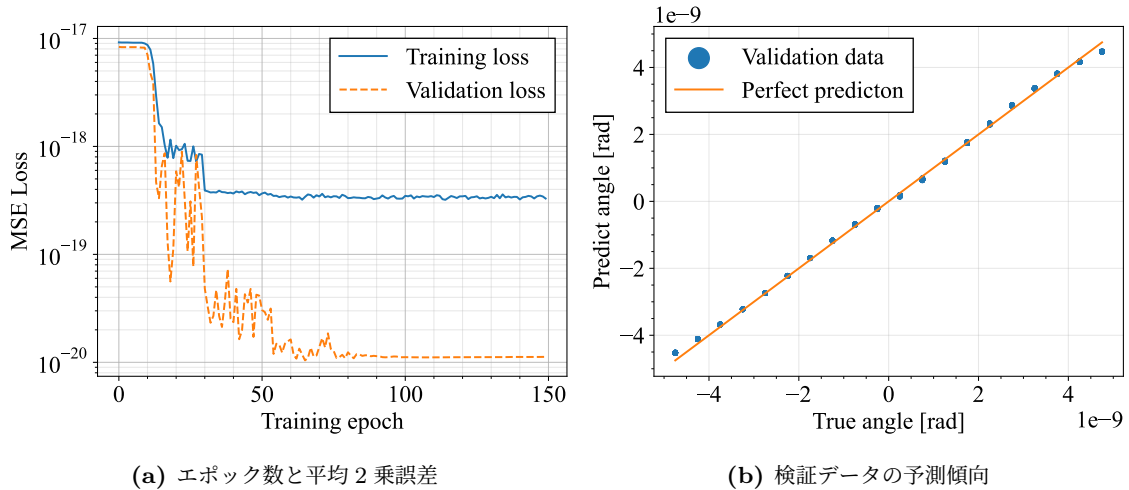 10⁻¹⁷
10⁻¹⁸
10⁻¹⁹
10⁻²⁰
MSE Loss
Training loss
Validation loss
0
50
100
150
Training epoch
(a) エポック数と平均 2 乗誤差
1e−9
4
2
0
−2
−4
Predict angle [rad]
Validation data
Perfect predicton
−4
−2
0
2
4
True angle [rad]
1e−9
(b) 検証データの予測傾向